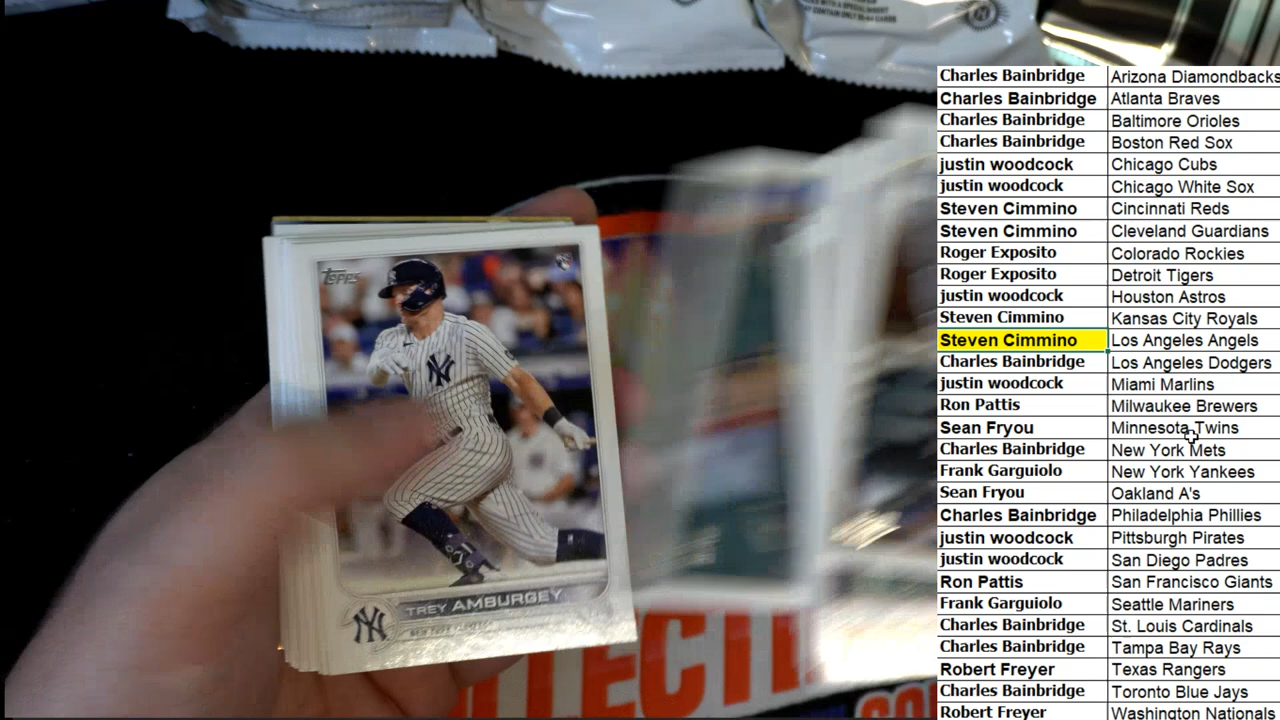 CONTAIN ONLY
Charles Bainbridge Arizona Diamondbacks
Charles Bainbridge Atlanta Braves
Charles Bainbridge Baltimore Orioles
Charles Bainbridge Boston Red Sox
justin woodcock Chicago Cubs
justin woodcock Chicago White Sox
Steven Cimmino Cincinnati Reds
Steven Cimmino Cleveland Guardians
Roger Exposito Colorado Rockies
Roger Exposito Detroit Tigers
justin woodcock Houston Astros
Steven Cimmino Kansas City Royals
Steven Cimmino Los Angeles Angels
Charles Bainbridge Los Angeles Dodgers
justin woodcock Miami Marlins
Ron Pattis Milwaukee Brewers
Sean Fryou Minnesota Twins
Charles Bainbridge New York Mets
Frank Garguiolo New York Yankees
Sean Fryou Oakland A's
Charles Bainbridge Philadelphia Phillies
justin woodcock Pittsburgh Pirates
justin woodcock San Diego Padres
Ron Pattis San Francisco Giants
Frank Garguiolo Seattle Mariners
Charles Bainbridge St. Louis Cardinals
Charles Bainbridge Tampa Bay Rays
Robert Freyer Texas Rangers
Charles Bainbridge Toronto Blue Jays
Robert Freyer Washington Nationals
TOPPS
NY
TREY AMBURGEY
NY
LECTI